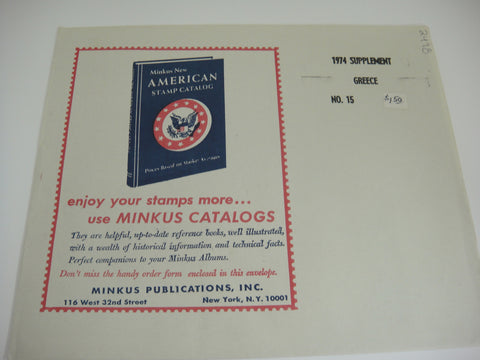 2478
1974 SUPPLEMENT
GREECE
NO. 15
$1.50
Minkus New
AMERICAN
STAMP CATALOG
Prices Based on Market Averages
enjoy your stamps more...
use MINKUS CATALOGS
They are helpful, up-to-date reference books, well illustrated,
with a wealth of historical information and technical facts.
Perfect companions to your Minkus Albums.
Don't miss the handy order form enclosed in this envelope.
MINKUS PUBLICATIONS, INC.
116 West 32nd Street New York, N.Y. 10001